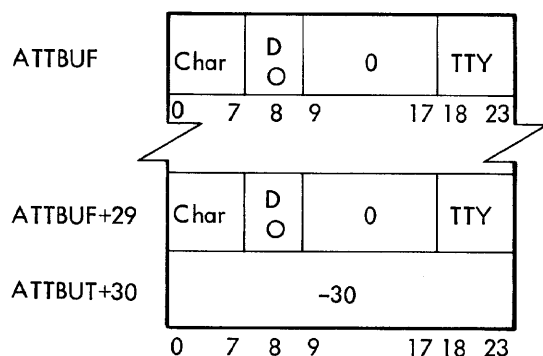 ATTBUF Char D O 0 TTY
0 7 8 9 17 18 23
ATTBUF+29 Char D O 0 TTY
ATTBUT+30 -30
0 7 8 9 17 18 23